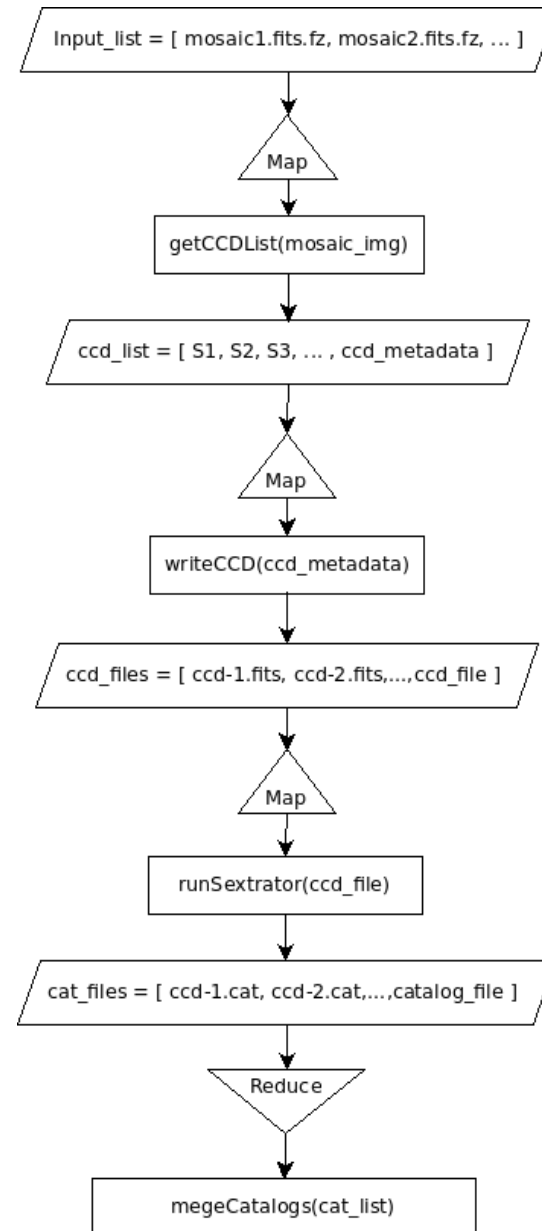 Input_list = [ mosaic1.fits.fz, mosaic2.fits.fz, ... ]
Map
getCCDList(mosaic_img)
ccd_list = [ S1, S2, S3, ... , ccd_metadata ]
Map
writeCCD(ccd_metadata)
ccd_files = [ ccd-1.fits, ccd-2.fits,...,ccd_file ]
Map
runSextrator(ccd_file)
cat_files = [ ccd-1.cat, ccd-2.cat,...,catalog_file ]
Reduce
megeCatalogs(cat_list)